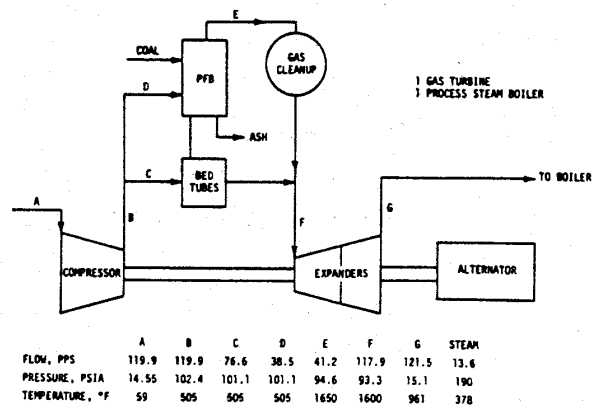 E
COAL
PFB
GAS
CLEANUP
1 GAS TURBINE
1 PROCESS STEAM BOILER
D
ASH
C
BED
TUBES
TO BOILER
A
B
F
G
COMPRESSOR
EXPANDERS
ALTERNATOR
A B C D E F G STEAM
FLOW, PPS 119.9 119.9 76.6 38.5 41.2 117.9 121.5 13.6
PRESSURE, PSIA 14.55 102.4 101.1 101.1 94.6 93.3 15.1 190
TEMPERATURE, °F 59 505 505 505 1650 1600 961 378